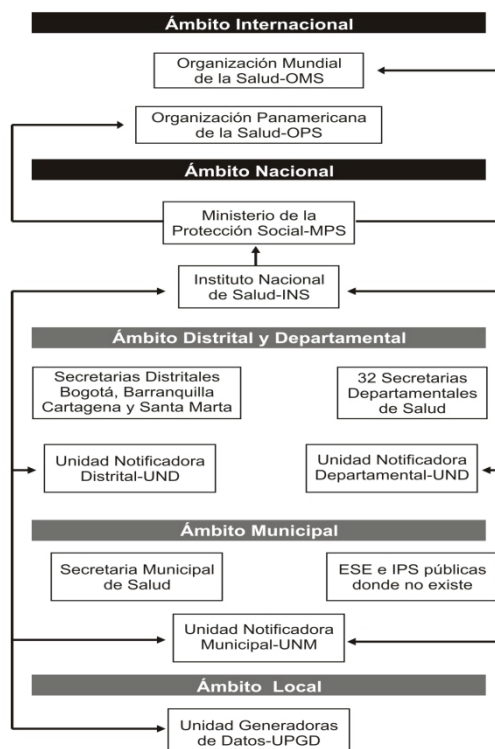 Ámbito Internacional
Organización Mundial
de la Salud-OMS
Organización Panamericana
de la Salud-OPS
Ámbito Nacional
Ministerio de la
Protección Social-MPS
Instituto Nacional
de Salud-INS
Ámbito Distrital y Departamental
Secretarias Distritales
Bogotá, Barranquilla
Cartagena y Santa Marta
32 Secretarias
Departamentales
de Salud
Unidad Notificadora
Distrital-UND
Unidad Notificadora
Departamental-UND
Ámbito Municipal
Secretaria Municipal
de Salud
ESE e IPS públicas
donde no existe
Unidad Notificadora
Municipal-UNM
Ámbito Local
Unidad Generadoras
de Datos-UPGD